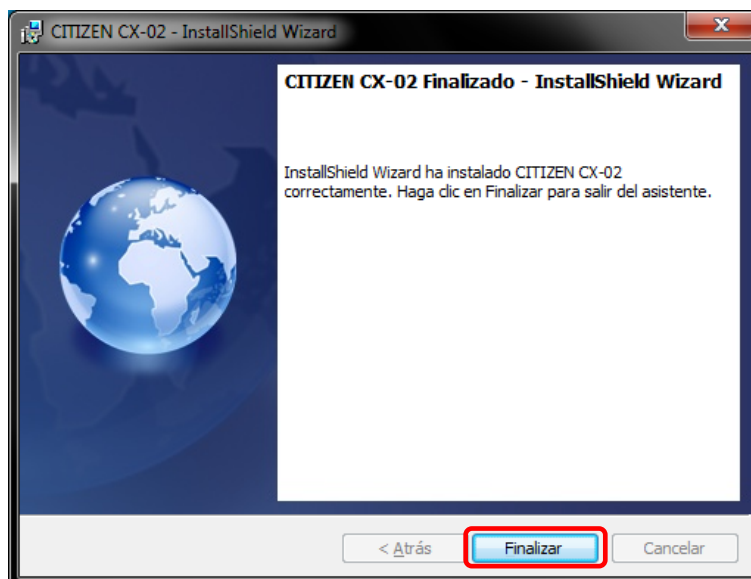 CITIZEN CX-02 - InstallShield Wizard
CITIZEN CX-02 Finalizado - InstallShield Wizard
InstallShield Wizard ha instalado CITIZEN CX-02
correctamente. Haga clic en Finalizar para salir del asistente.
< Atrás Finalizar Cancelar